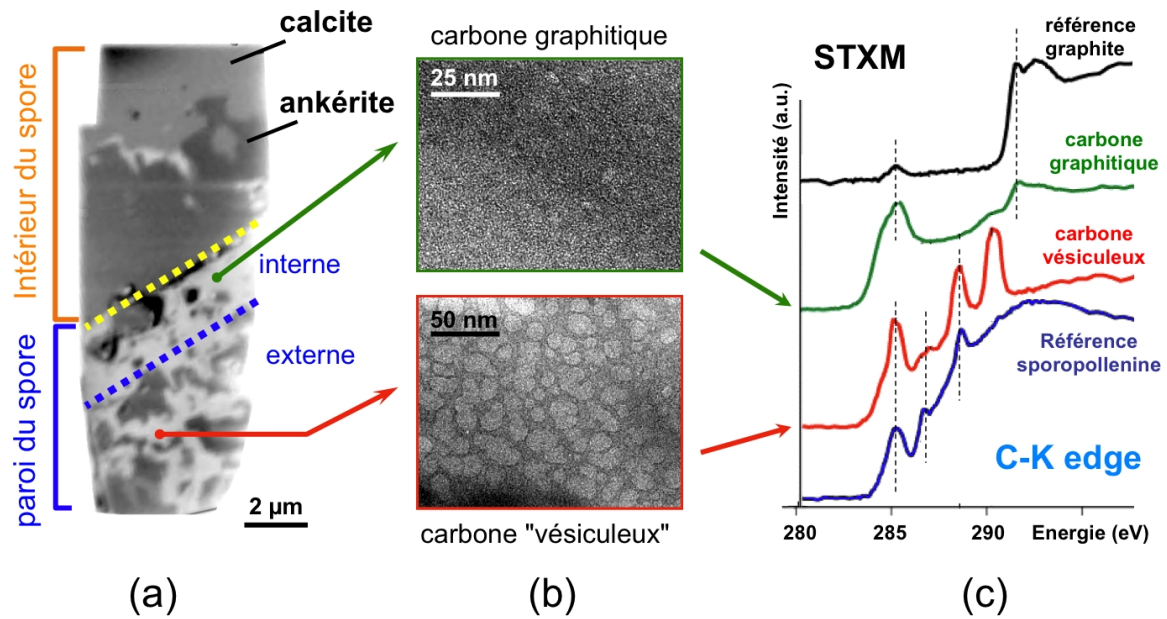 calcite
ankérite
Intérieur du spore
paroi du spore
interne
externe
2 µm
(a)
carbone graphitique
25 nm
50 nm
carbone "vésiculeux"
(b)
STXM
référence
graphite
carbone
graphitique
carbone
vésiculeux
Référence
sporopollenine
C-K edge
Intensité (a.u.)
280
285
290
Energie (eV)
(c)